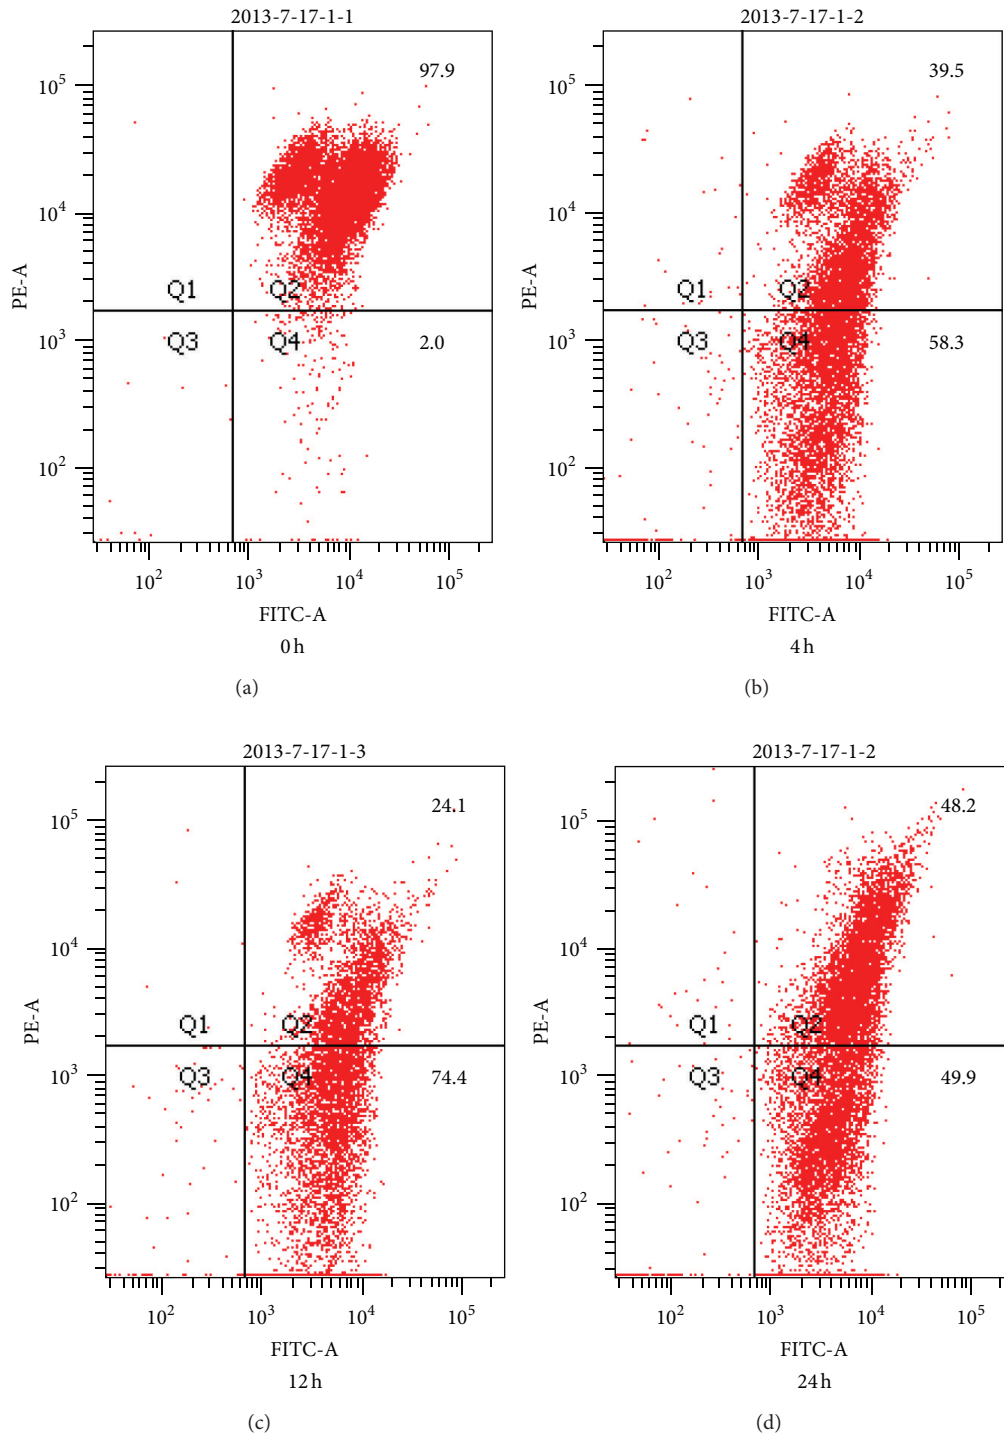 2013-7-17-1-1
97.9
10^5
10^4
PE-A
Q1
Q2
10^3
Q3
Q4
2.0
10^2
10^2
10^3
10^4
10^5
FITC-A
0 h
(a)
2013-7-17-1-2
39.5
10^5
10^4
PE-A
Q1
Q2
10^3
Q3
Q4
58.3
10^2
10^2
10^3
10^4
10^5
FITC-A
4 h
(b)
2013-7-17-1-3
24.1
10^5
10^4
PE-A
Q1
Q2
10^3
Q3
Q4
74.4
10^2
10^2
10^3
10^4
10^5
FITC-A
12 h
(c)
2013-7-17-1-2
48.2
10^5
10^4
PE-A
Q1
Q2
10^3
Q3
Q4
49.9
10^2
10^2
10^3
10^4
10^5
FITC-A
24 h
(d)